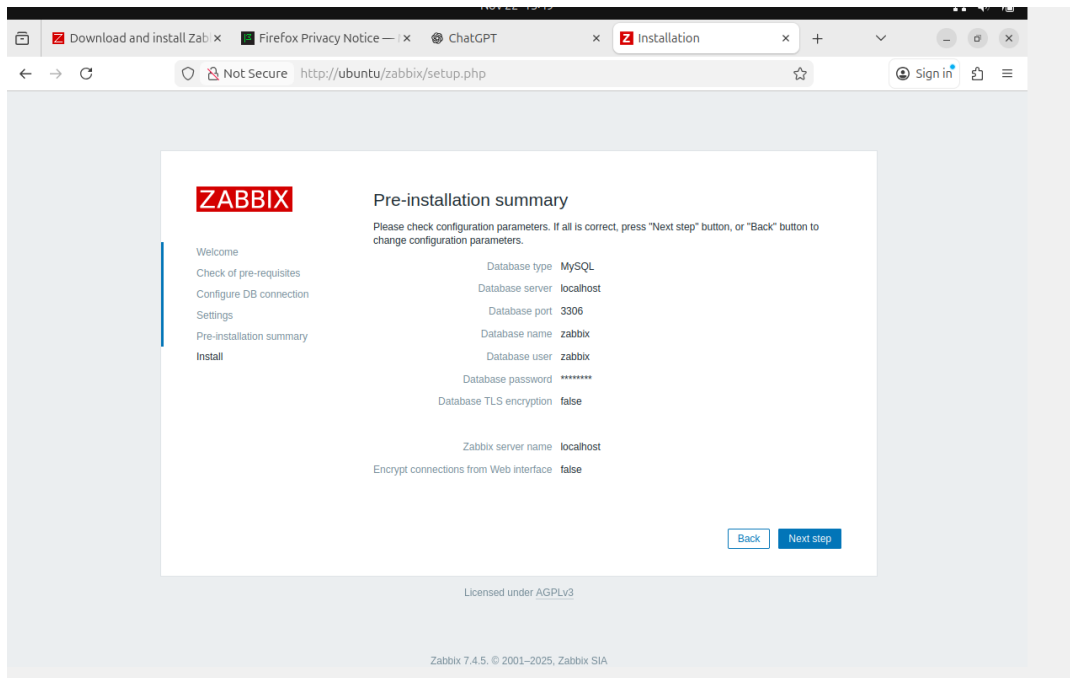 Download and install Zab
Firefox Privacy Notice —
ChatGPT
Installation
Not Secure http://ubuntu/zabbix/setup.php
Sign in
ZABBIX
Welcome
Check of pre-requisites
Configure DB connection
Settings
Pre-installation summary
Install
Pre-installation summary
Please check configuration parameters. If all is correct, press "Next step" button, or "Back" button to
change configuration parameters.
Database type MySQL
Database server localhost
Database port 3306
Database name zabbix
Database user zabbix
Database password ********
Database TLS encryption false
Zabbix server name localhost
Encrypt connections from Web interface false
Back Next step
Licensed under AGPLv3
Zabbix 7.4.5. © 2001–2025, Zabbix SIA